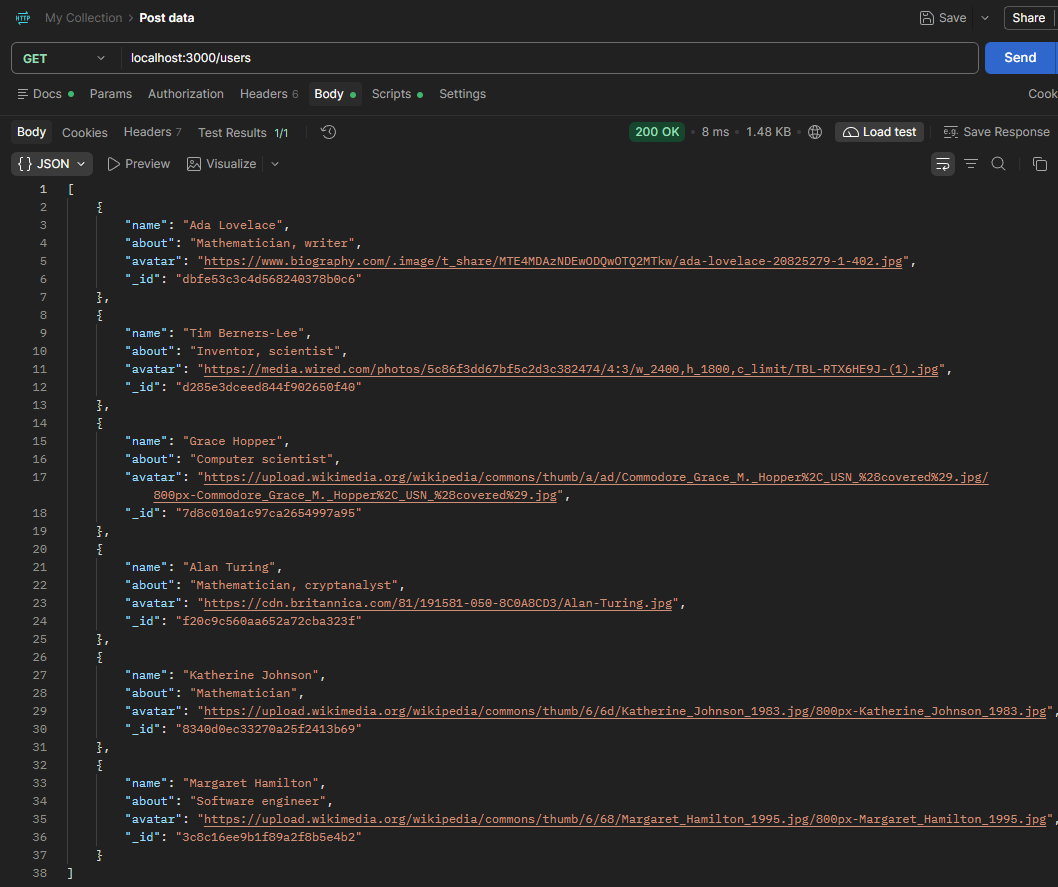 HTTP My Collection > Post data Save Share
GET localhost:3000/users Send
Docs Params Authorization Headers 6 Body Scripts Settings Cook
Body Cookies Headers 7 Test Results 1/1 200 OK 8 ms 1.48 KB Load test e.g. Save Response
{} JSON Preview Visualize
1 [
2 {
3 "name": "Ada Lovelace",
4 "about": "Mathematician, writer",
5 "avatar": "https://www.biography.com/.image/t_share/MTE4MDAzNDEwODQwOTQ2MTkw/ada-lovelace-20825279-1-402.jpg",
6 "_id": "dbfe53c3c4d568240378b0c6"
7 },
8 {
9 "name": "Tim Berners-Lee",
10 "about": "Inventor, scientist",
11 "avatar": "https://media.wired.com/photos/5c86f3dd67bf5c2d3c382474/4:3/w_2400,h_1800,c_limit/TBL-RTX6HE9J-(1).jpg",
12 "_id": "d285e3dceed844f902650f40"
13 },
14 {
15 "name": "Grace Hopper",
16 "about": "Computer scientist",
17 "avatar": "https://upload.wikimedia.org/wikipedia/commons/thumb/a/ad/Commodore_Grace_M._Hopper%2C_USN_%28covered%29.jpg/
800px-Commodore_Grace_M._Hopper%2C_USN_%28covered%29.jpg",
18 "_id": "7d8c010a1c97ca2654997a95"
19 },
20 {
21 "name": "Alan Turing",
22 "about": "Mathematician, cryptanalyst",
23 "avatar": "https://cdn.britannica.com/81/191581-050-8C0A8CD3/Alan-Turing.jpg",
24 "_id": "f20c9c560aa652a72cba323f"
25 },
26 {
27 "name": "Katherine Johnson",
28 "about": "Mathematician",
29 "avatar": "https://upload.wikimedia.org/wikipedia/commons/thumb/6/6d/Katherine_Johnson_1983.jpg/800px-Katherine_Johnson_1983.jpg",
30 "_id": "8340d0ec33270a25f2413b69"
31 },
32 {
33 "name": "Margaret Hamilton",
34 "about": "Software engineer",
35 "avatar": "https://upload.wikimedia.org/wikipedia/commons/thumb/6/68/Margaret_Hamilton_1995.jpg/800px-Margaret_Hamilton_1995.jpg",
36 "_id": "3c8c16ee9b1f89a2f8b5e4b2"
37 }
38 ]